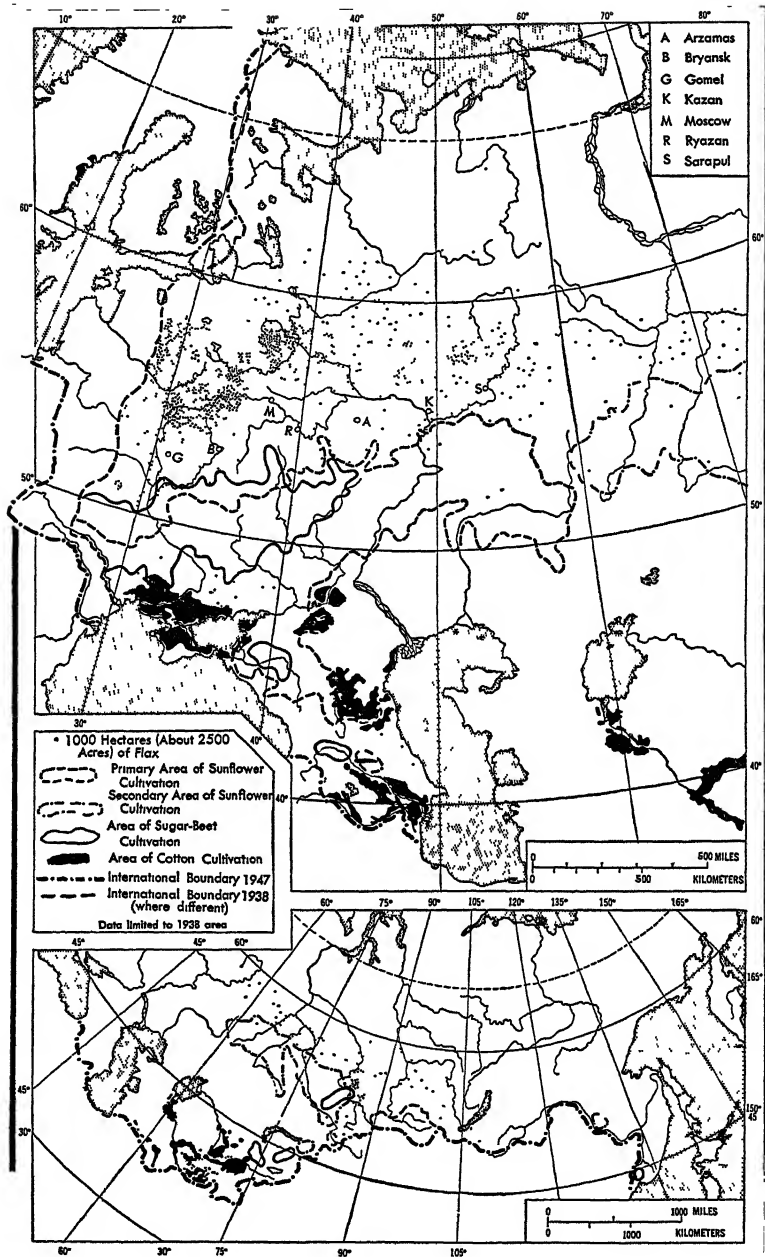 10° 20° 30° 40° 50° 60° 70° 80°
A Arzamas
B Bryansk
G Gomel
K Kazan
M Moscow
R Ryazan
S Sarapul
60° 60°
S
K
M
A
R
B
G
50° 50°
30°
40°
40°
40°
• 1000 Hectares (About 2500
Acres) of Flax
Primary Area of Sunflower
Cultivation
Secondary Area of Sunflower
Cultivation
Area of Sugar-Beet
Cultivation
Area of Cotton Cultivation
International Boundary 1947
International Boundary 1938
(where different)
Data limited to 1938 area
0 500 MILES
0 500 KILOMETERS
45° 45° 60° 60° 75° 90° 105° 120° 135° 150° 165° 60°
165°
45° 150° 45°
30°
0 1000 MILES
0 1000 KILOMETERS
60° 30° 75° 90° 105°